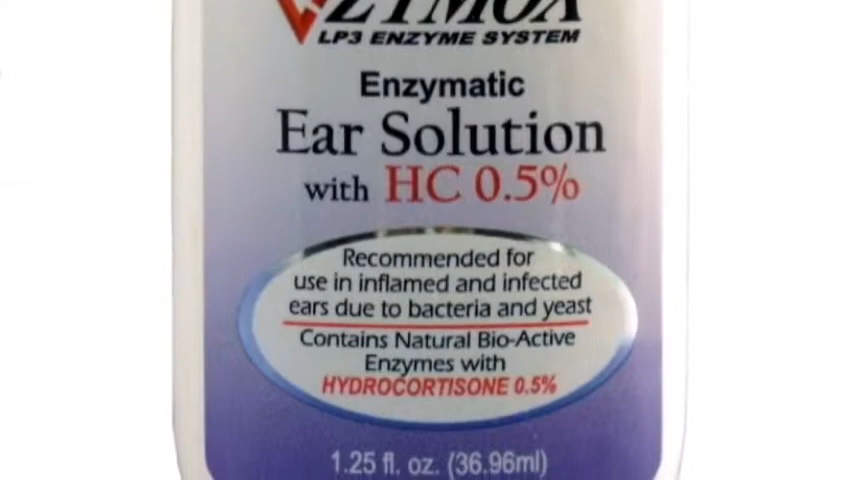 ZYMOX
LP3 ENZYME SYSTEM
Enzymatic
Ear Solution
with HC 0.5%
Recommended for
use in inflamed and infected
ears due to bacteria and yeast
Contains Natural Bio-Active
Enzymes with
HYDROCORTISONE 0.5%
1.25 fl. oz. (36.96ml)